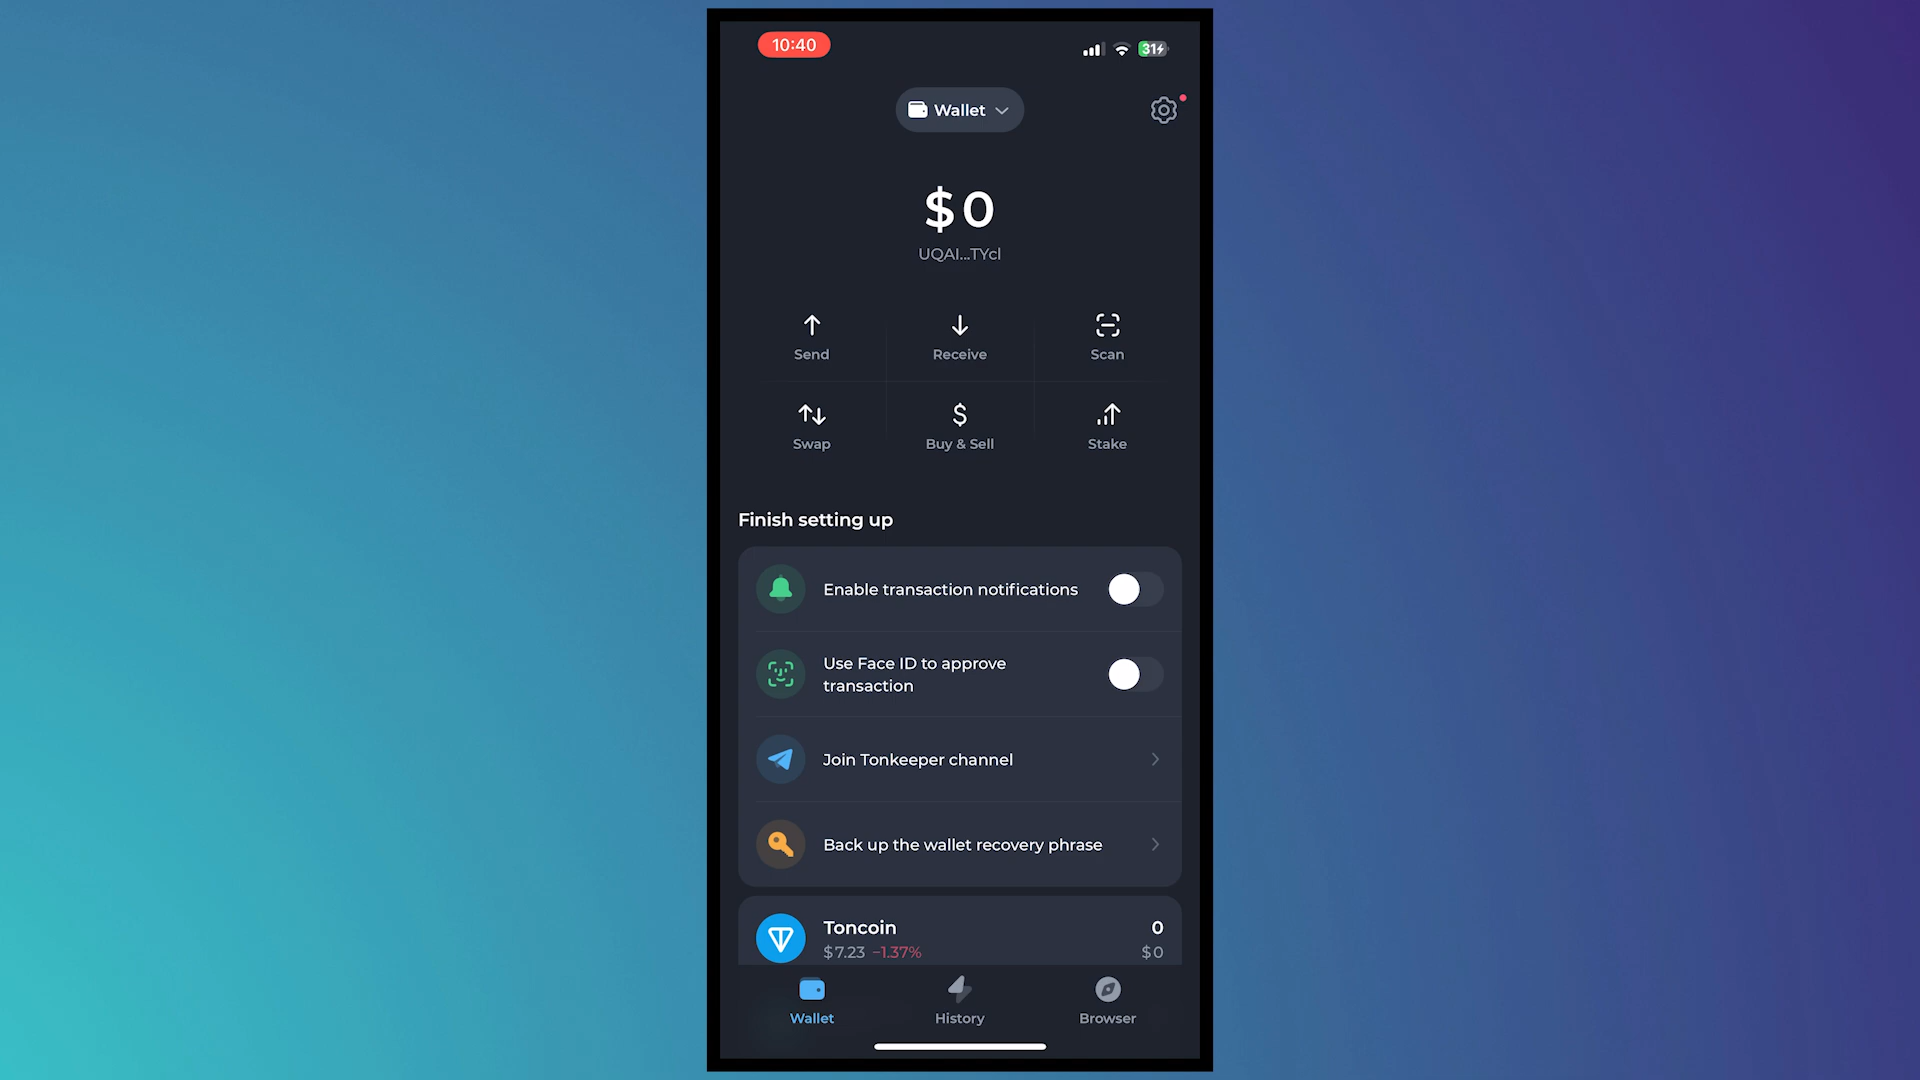 10:40
31
Wallet
$0
UQAI...TYcl
Send
Receive
Scan
Swap
Buy & Sell
Stake
Finish setting up
Enable transaction notifications
Use Face ID to approve
transaction
Join Tonkeeper channel
Back up the wallet recovery phrase
Toncoin
0
$7.23 −1.37%
$0
Wallet
History
Browser